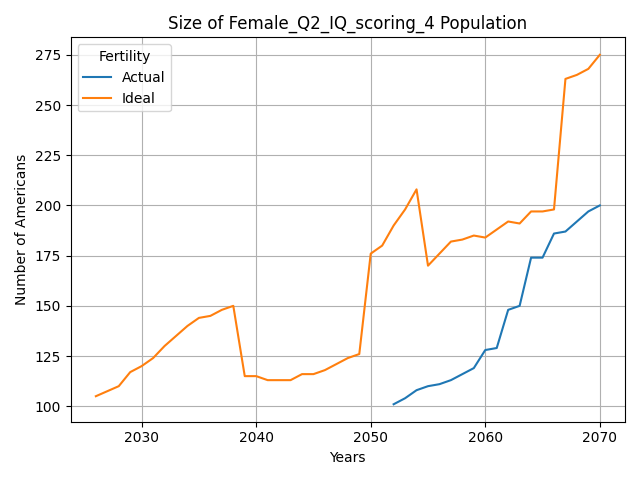 Size of Female_Q2_IQ_scoring_4 Population
Fertility
Actual
Ideal
Number of Americans
275
250
225
200
175
150
125
100
2030 2040 2050 2060 2070
Years